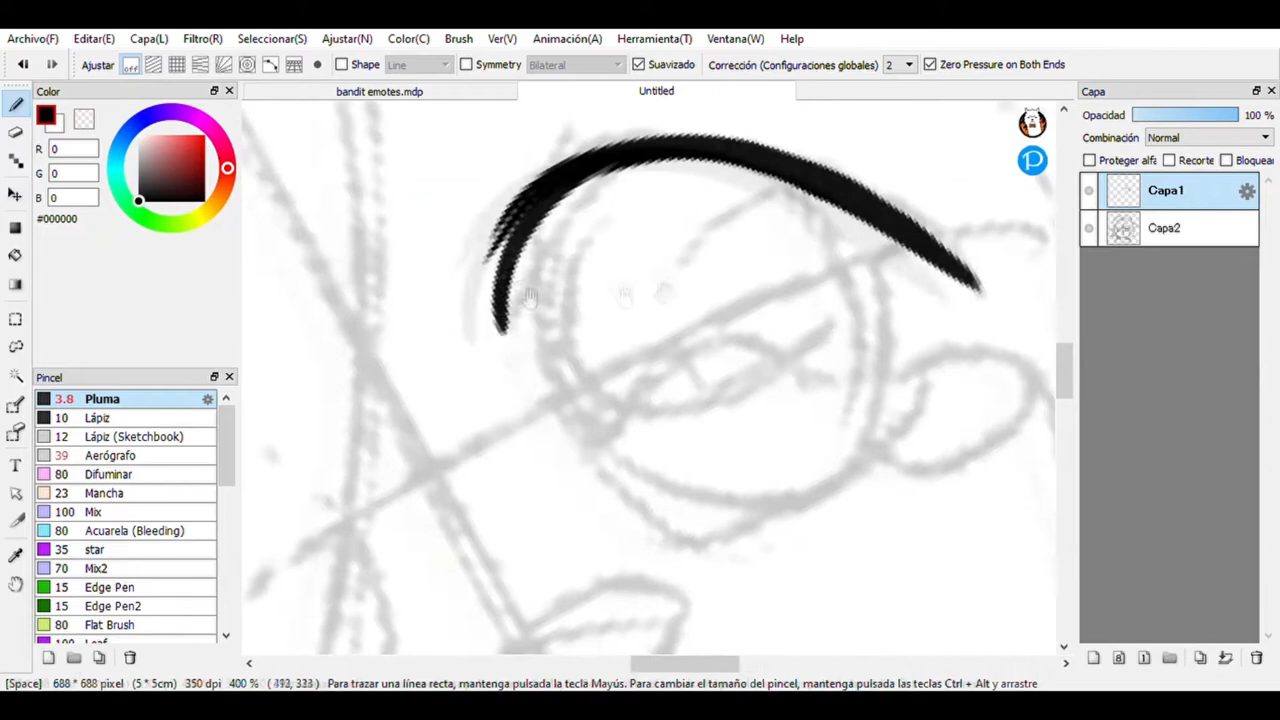 Archivo(F) Editar(E) Capa(L) Filtro(R) Seleccionar(S) Ajustar(N) Color(C) Brush Ver(V) Animación(A) Herramienta(T) Ventana(W) Help
Ajustar off Shape Line Symmetry Bilateral Suavizado Corrección (Configuraciones globales) 2 Zero Pressure on Both Ends
Color
bandit emotes.mdp
Untitled
Capa
R 0
G 0
B 0
#000000
Opacidad 100 %
Combinación Normal
Proteger alfa Recorte Bloquear
Capa1
Capa2
P
Pincel
3.8 Pluma
10 Lápiz
12 Lápiz (Sketchbook)
39 Aerógrafo
80 Difuminar
23 Mancha
100 Mix
80 Acuarela (Bleeding)
35 star
70 Mix2
15 Edge Pen
15 Edge Pen2
80 Flat Brush
100 Leaf
T
8
1
[Space] 688 * 688 pixel (5 * 5cm) 350 dpi 400 % ( 492, 333 ) Para trazar una línea recta, mantenga pulsada la tecla Mayús. Para cambiar el tamaño del pincel, mantenga pulsadas las teclas Ctrl + Alt y arrastre